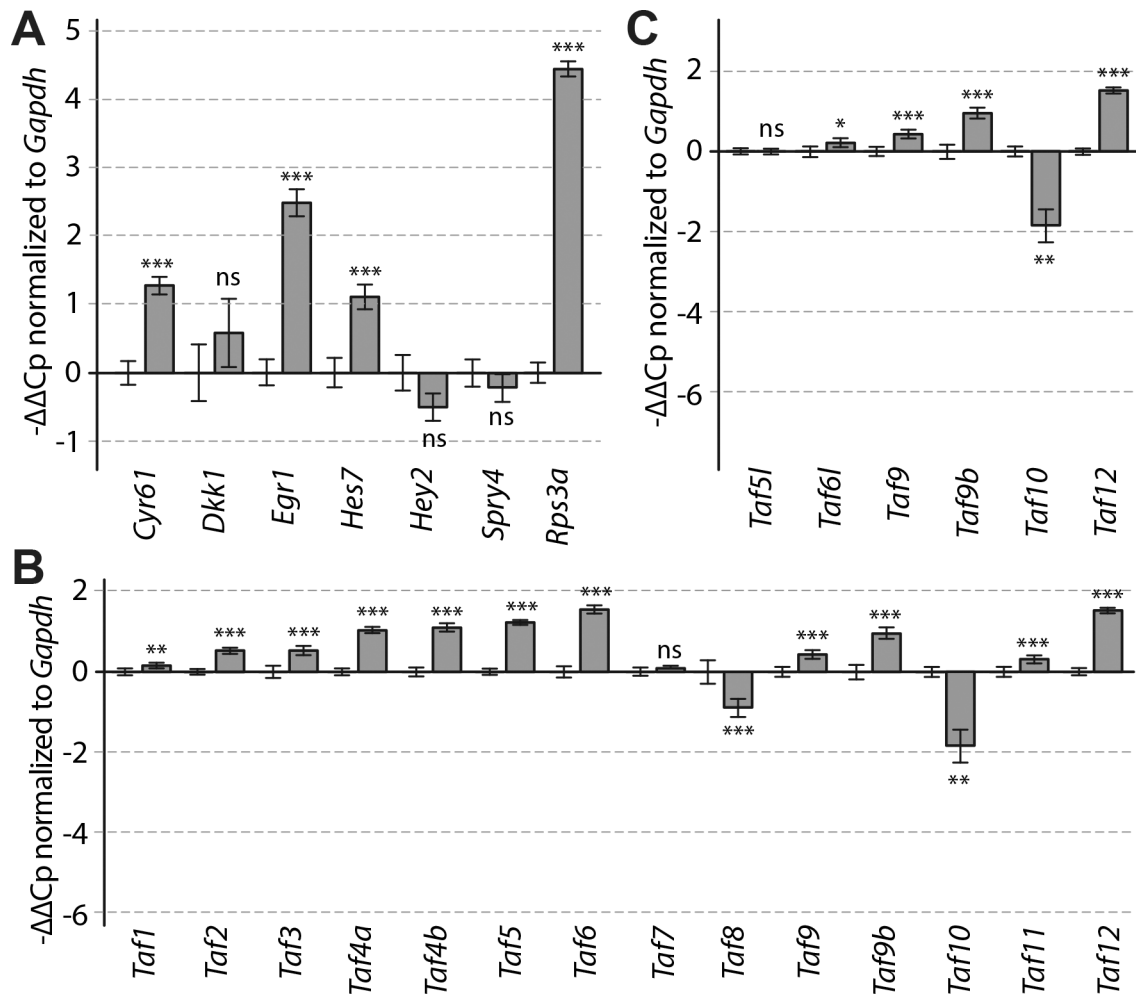 A
-ΔΔCp normalized to Gapdh
5
4
3
2
1
0
-1
***
ns
***
***
ns
ns
***
Cyr61
Dkk1
Egr1
Hes7
Hey2
Spry4
Rps3a
C
-ΔΔCp normalized to Gapdh
2
0
-2
-4
-6
ns
*
***
***
**
***
Taf5l
Taf6l
Taf9
Taf9b
Taf10
Taf12
B
-ΔΔCp normalized to Gapdh
2
0
-2
-4
-6
**
***
***
***
***
***
***
ns
***
***
***
**
***
***
Taf1
Taf2
Taf3
Taf4a
Taf4b
Taf5
Taf6
Taf7
Taf8
Taf9
Taf9b
Taf10
Taf11
Taf12